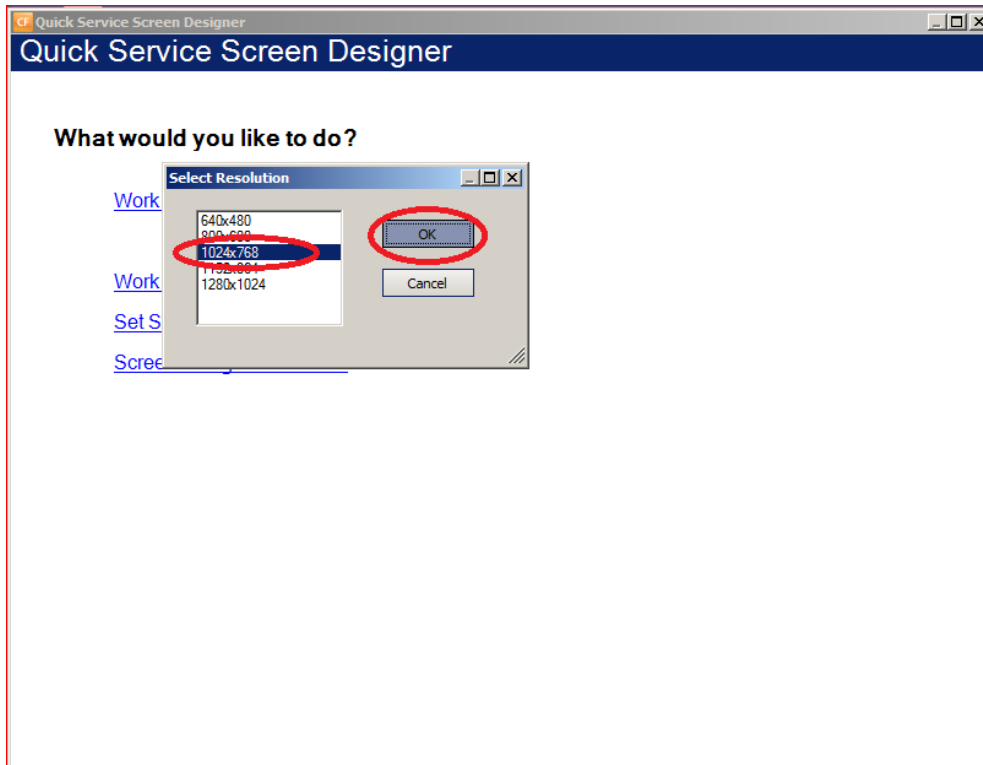 CF Quick Service Screen Designer
Quick Service Screen Designer
What would you like to do?
Select Resolution
Work
640x480
OK
1024x768
1280x1024
Cancel
Work
Set S
Scree